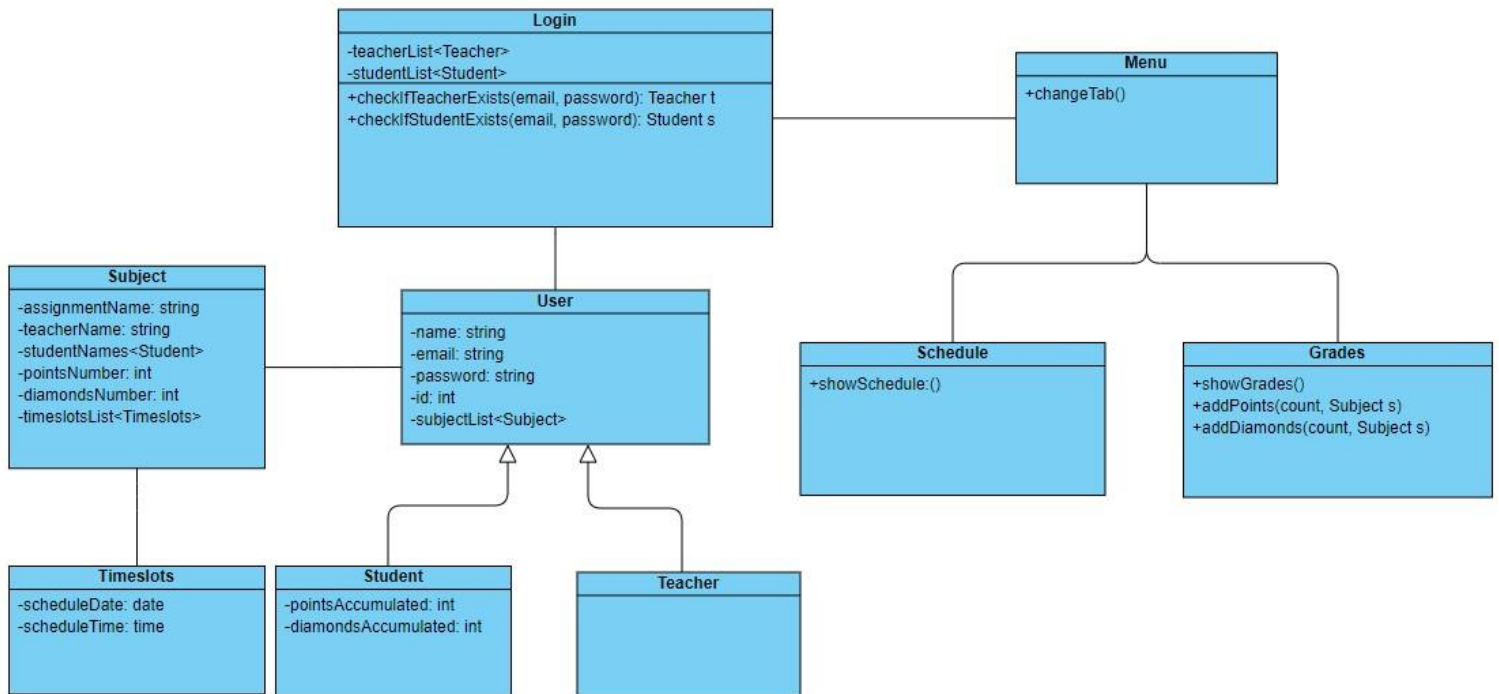 Login
-teacherList<Teacher>
-studentList<Student>
+checkIfTeacherExists(email, password): Teacher t
+checkIfStudentExists(email, password): Student s
Menu
+changeTab()
Subject
-assignmentName: string
-teacherName: string
-studentNames<Student>
-pointsNumber: int
-diamondsNumber: int
-timeslotsList<Timeslots>
User
-name: string
-email: string
-password: string
-id: int
-subjectList<Subject>
Schedule
+showSchedule:()
Grades
+showGrades()
+addPoints(count, Subject s)
+addDiamonds(count, Subject s)
Timeslots
-scheduleDate: date
-scheduleTime: time
Student
-pointsAccumulated: int
-diamondsAccumulated: int
Teacher